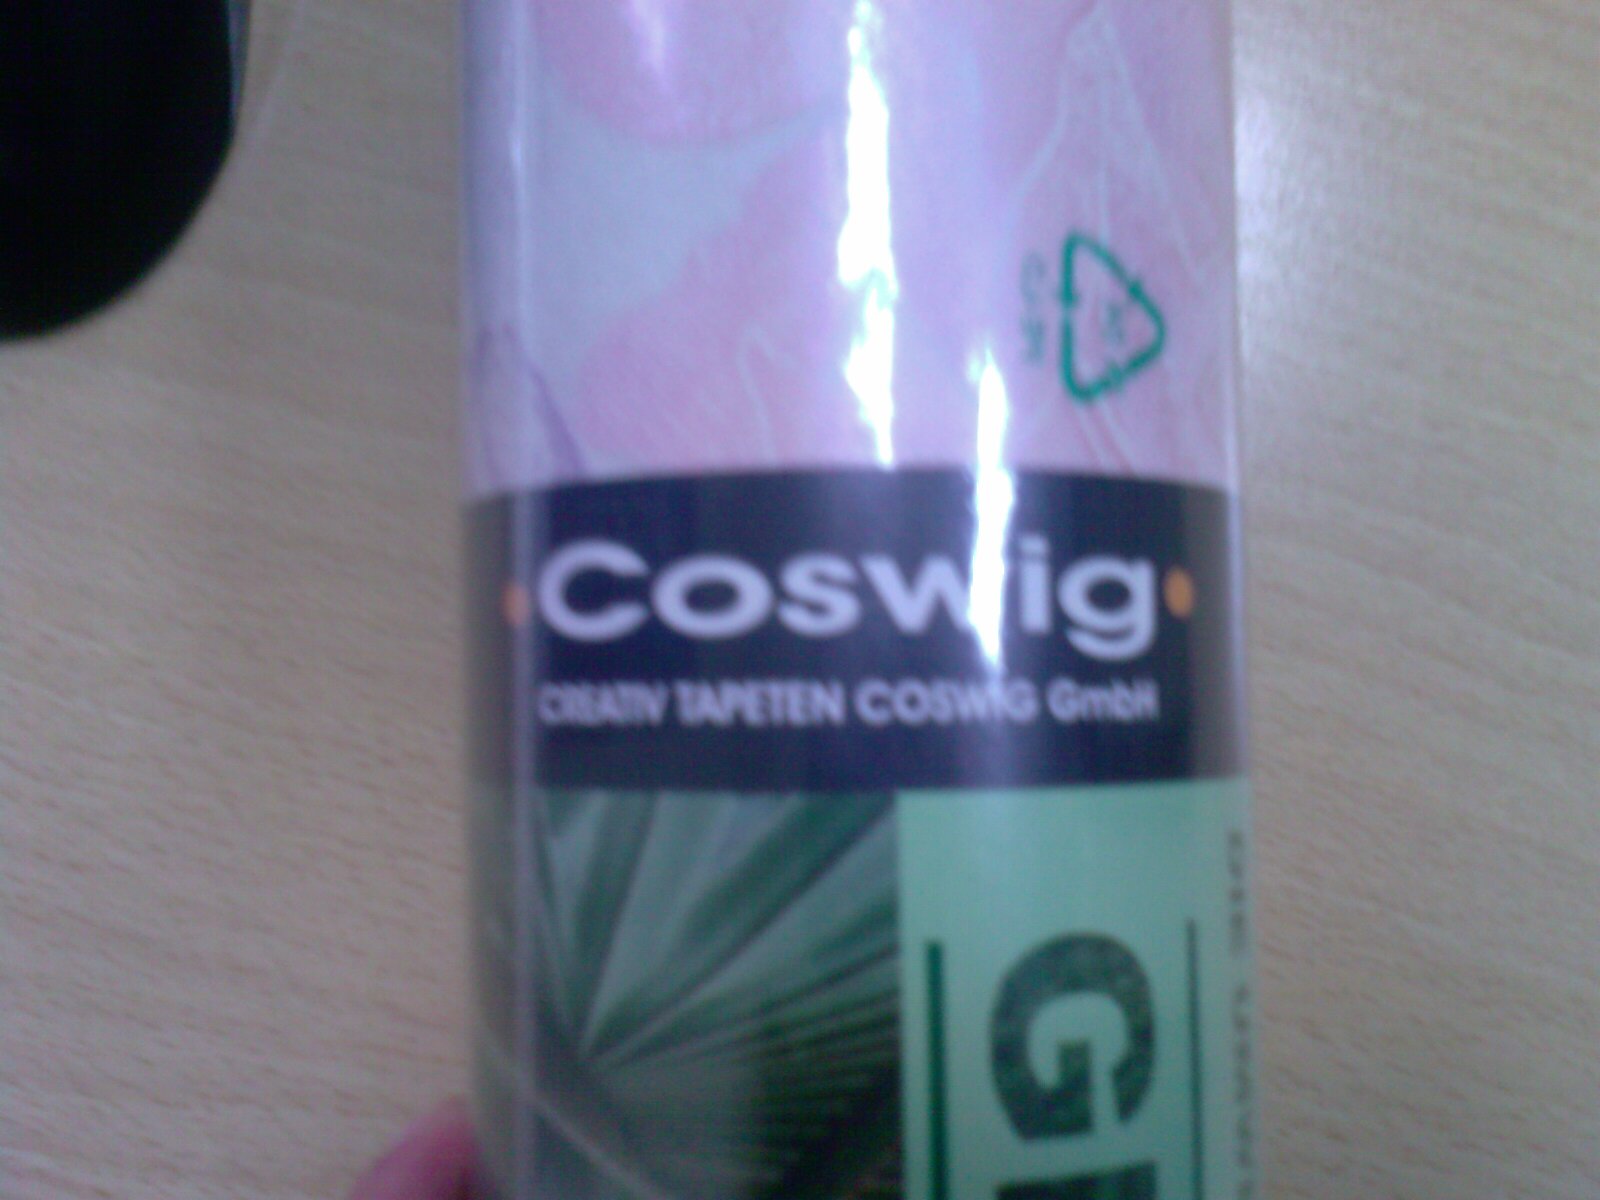 Coswig
CREATIV TAPETEN COSWIG GmbH
G